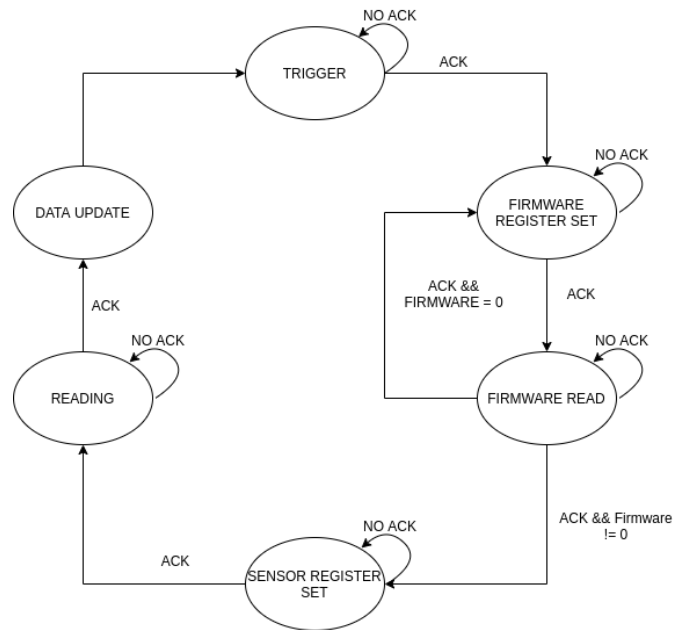 NO ACK
TRIGGER
ACK
NO ACK
FIRMWARE
REGISTER SET
DATA UPDATE
ACK &&
FIRMWARE = 0
ACK
ACK
NO ACK
NO ACK
READING
FIRMWARE READ
ACK && Firmware
!= 0
NO ACK
ACK
SENSOR REGISTER
SET